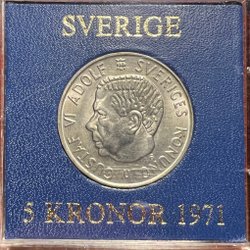 SVERIGE
GUSTAF VI ADOLF SVERIGES KONUNG
5 KRONOR 1971